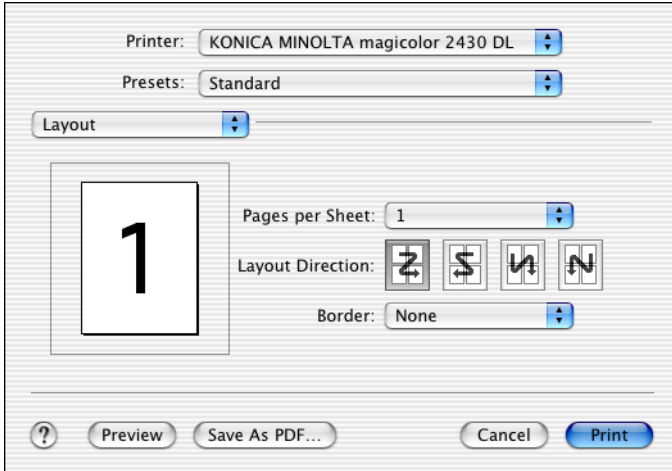 Printer: KONICA MINOLTA magicolor 2430 DL
Presets: Standard
Layout
1
Pages per Sheet: 1
Layout Direction:
Border: None
? Preview Save As PDF... Cancel Print